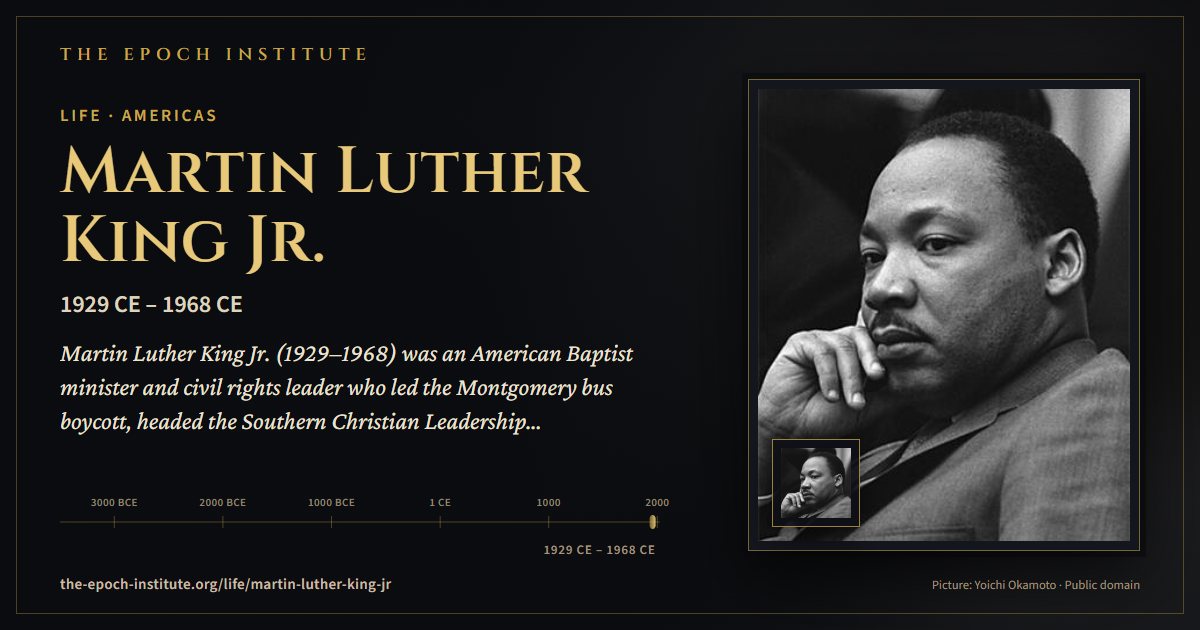 THE EPOCH INSTITUTE
LIFE · AMERICAS
Martin Luther
King Jr.
1929 CE – 1968 CE
Martin Luther King Jr. (1929–1968) was an American Baptist
minister and civil rights leader who led the Montgomery bus
boycott, headed the Southern Christian Leadership...
3000 BCE 2000 BCE 1000 BCE 1 CE 1000 2000
1929 CE – 1968 CE
the-epoch-institute.org/life/martin-luther-king-jr
Picture: Yoichi Okamoto · Public domain